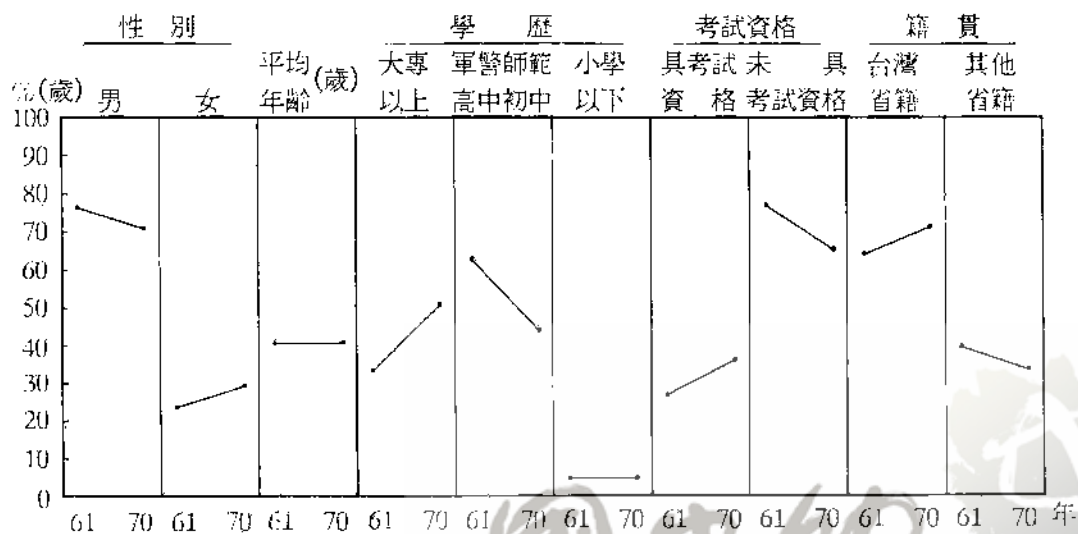 性別 學歷 考試資格 籍貫
平均 大專 軍警師範 小學 具考試 未具 台灣 其他
%(歲) 男 女 年齡(歲) 以上 高中初中 以下 資格 考試資格 省籍 省籍
100
90
80
70
60
50
40
30
20
10
0
61 70 61 70 61 70 61 70 61 70 61 70 61 70 61 70 61 70 61 70 年